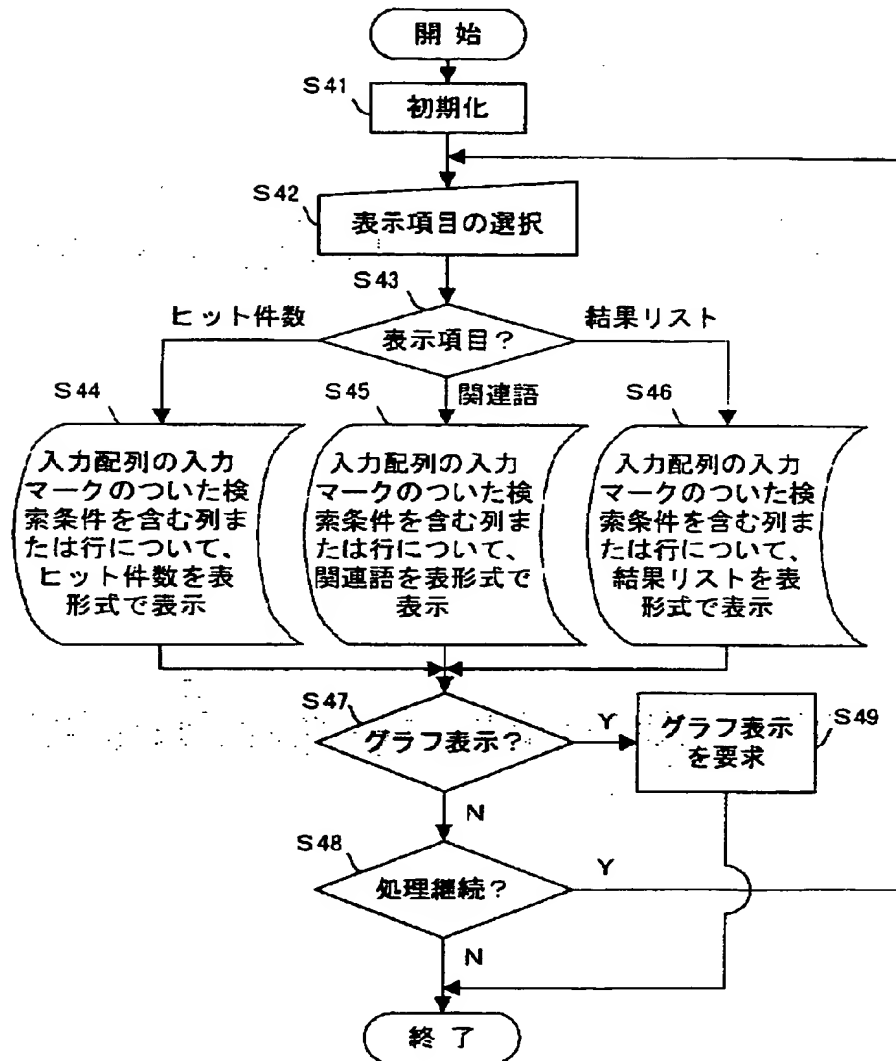 開始
S41
初期化
S42
表示項目の選択
S43
ヒット件数
表示項目?
結果リスト
S44
S45
関連語
S46
入力配列の入力
マークのついた検
索条件を含む列ま
たは行について、
ヒット件数を表
形式で表示
入力配列の入力
マークのついた検
索条件を含む列ま
たは行について、
関連語を表形式で
表示
入力配列の入力
マークのついた検
索条件を含む列ま
たは行について、
結果リストを表
形式で表示
S47
グラフ表示?
Y
グラフ表示
を要求
S49
N
S48
処理継続?
Y
N
終了